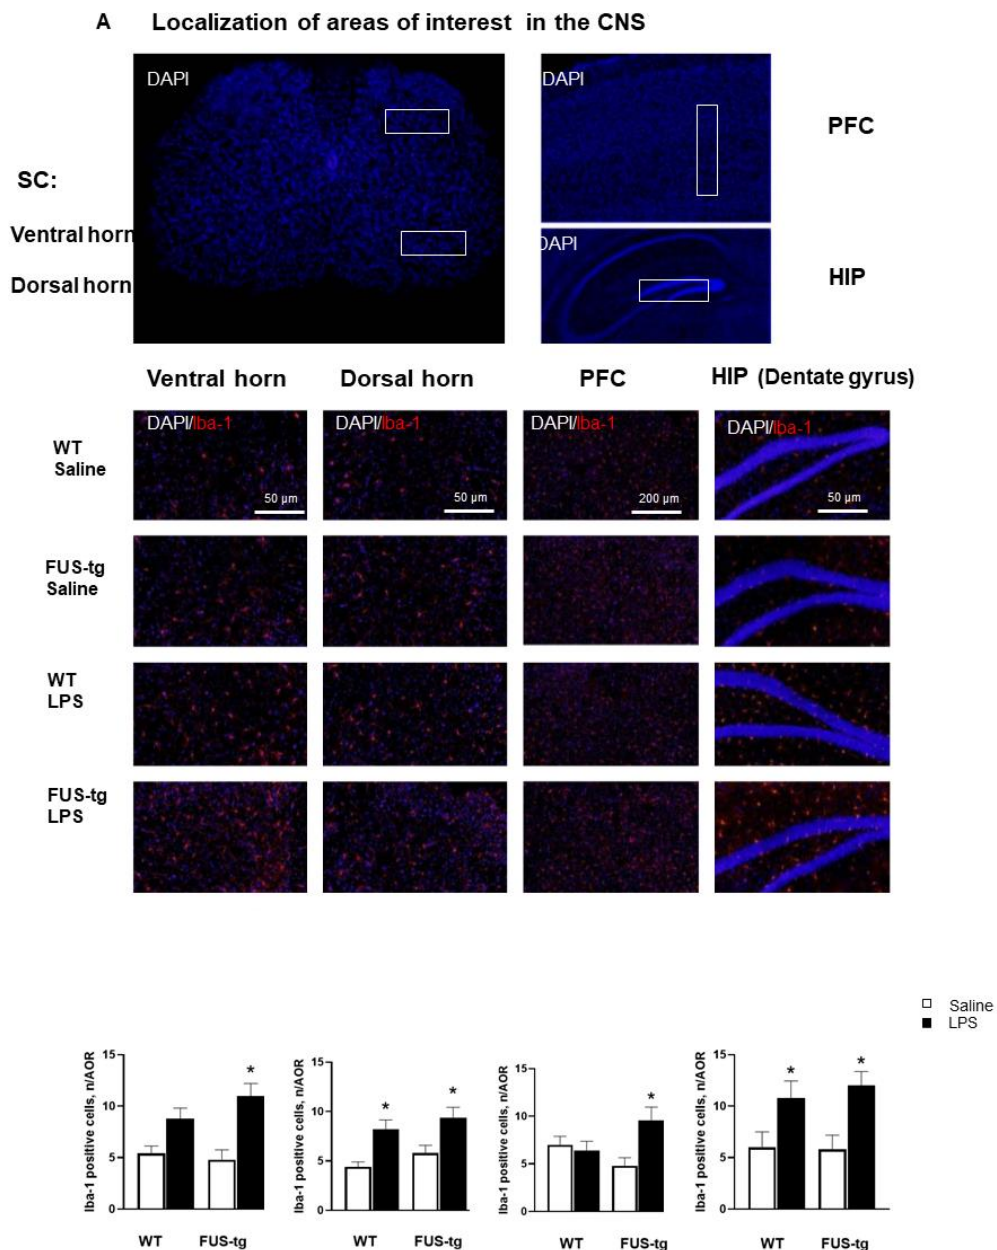 A Localization of areas of interest in the CNS
DAPI
DAPI
PFC
SC:
Ventral horn
Dorsal horn
DAPI
HIP
Ventral horn
Dorsal horn
PFC
HIP (Dentate gyrus)
WT
Saline
DAPI/Iba-1
50 µm
DAPI/Iba-1
50 µm
DAPI/Iba-1
200 µm
DAPI/Iba-1
50 µm
FUS-tg
Saline
WT
LPS
FUS-tg
LPS
Saline
LPS
Iba-1 positive cells, n/AOR
15
10
5
0
*
WT FUS-tg
Iba-1 positive cells, n/AOR
15
10
5
0
* *
WT FUS-tg
Iba-1 positive cells, n/AOR
15
10
5
0
*
WT FUS-tg
Iba-1 positive cells, n/AOR
15
10
5
0
* *
WT FUS-tg